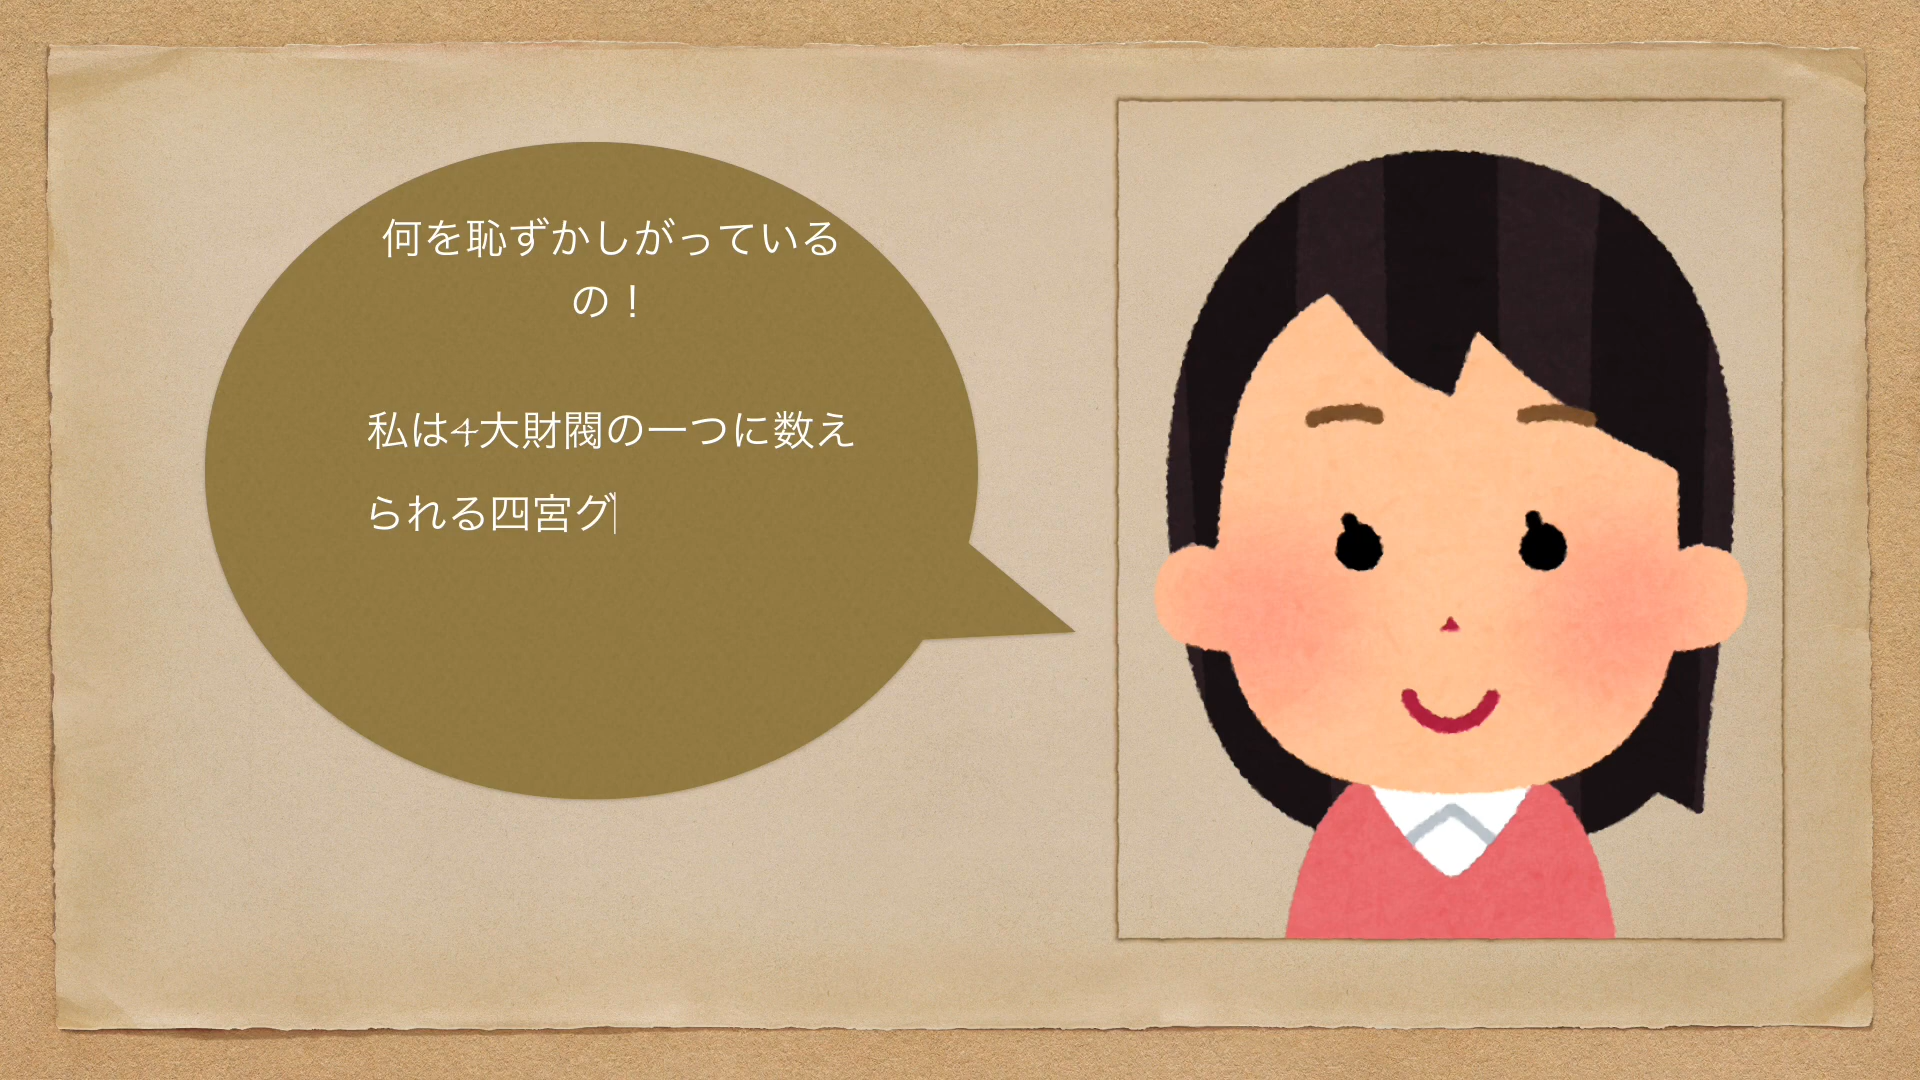 何を恥ずかしがっている
の！
私は4大財閥の一つに数え
られる四宮グ